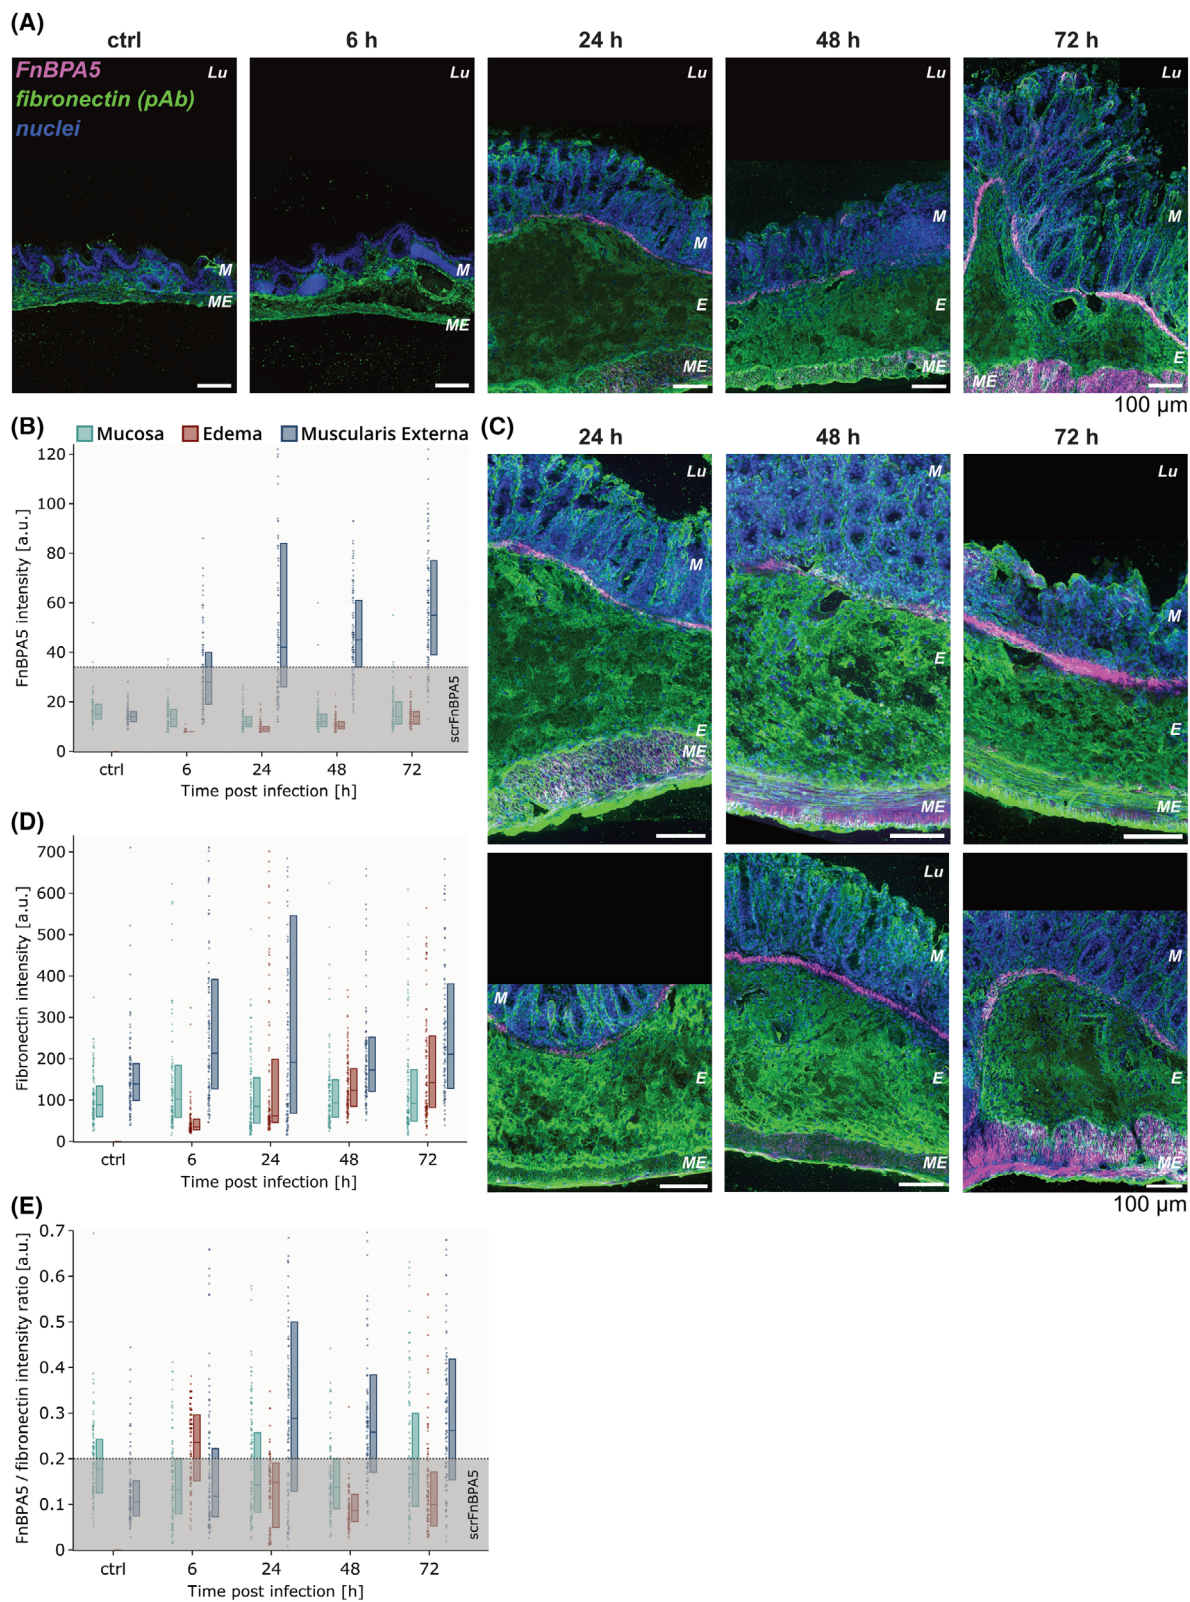 (A)
ctrl 6 h 24 h 48 h 72 h
FnBPA5
fibronectin (pAb)
nuclei
Lu Lu Lu Lu Lu
M M M M M
ME ME E E E
ME ME ME
100 µm
(B)
Mucosa Edema Muscularis Externa
FnBPA5 intensity [a.u.]
120
100
80
60
40
20
0
scrFnBPA5
ctrl 6 24 48 72
Time post infection [h]
(C)
24 h 48 h 72 h
Lu M Lu
M E M
E E
ME ME ME
Lu
M M M
E E E
ME ME ME
100 µm
(D)
Fibronectin intensity [a.u.]
700
600
500
400
300
200
100
0
ctrl 6 24 48 72
Time post infection [h]
(E)
FnBPA5 / fibronectin intensity ratio [a.u.]
0.7
0.6
0.5
0.4
0.3
0.2
0.1
0
scrFnBPA5
ctrl 6 24 48 72
Time post infection [h]